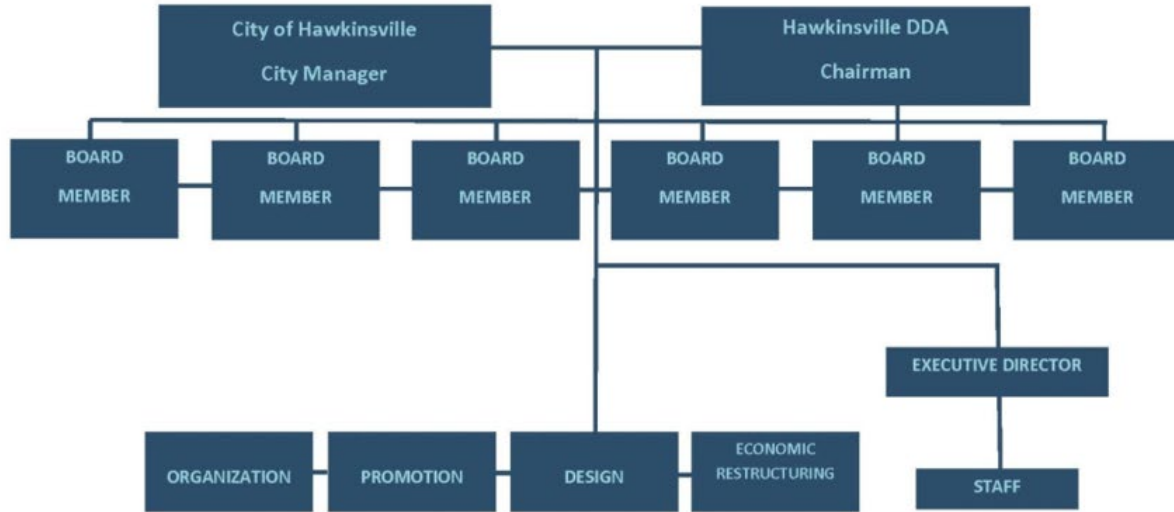 City of Hawkinsville
City Manager
Hawkinsville DDA
Chairman
BOARD
MEMBER
BOARD
MEMBER
BOARD
MEMBER
BOARD
MEMBER
BOARD
MEMBER
BOARD
MEMBER
EXECUTIVE DIRECTOR
ORGANIZATION
PROMOTION
DESIGN
ECONOMIC
RESTRUCTURING
STAFF